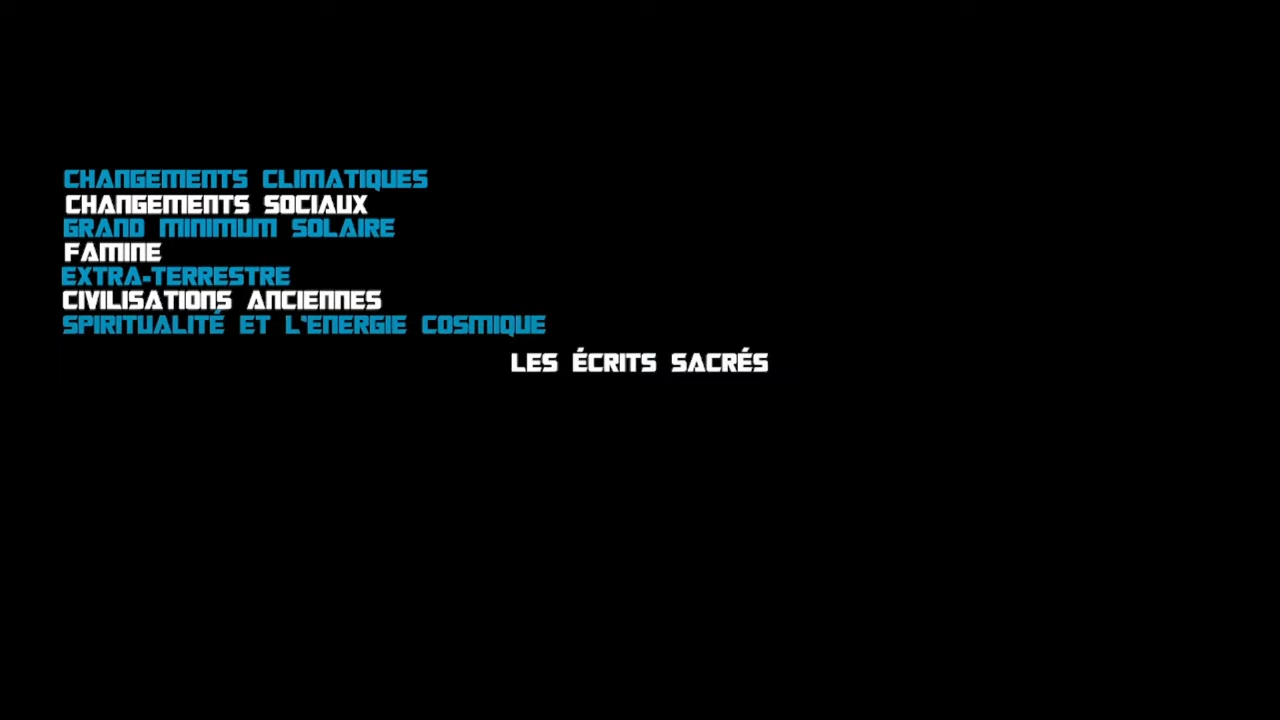 CHANGEMENTS CLIMATIQUES
CHANGEMENTS SOCIAUX
GRAND MINIMUM SOLAIRE
FAMINE
EXTRA-TERRESTRE
CIVILISATIONS ANCIENNES
SPIRITUALITÉ ET L'ENERGIE COSMIQUE
LES ÉCRITS SACRÉS